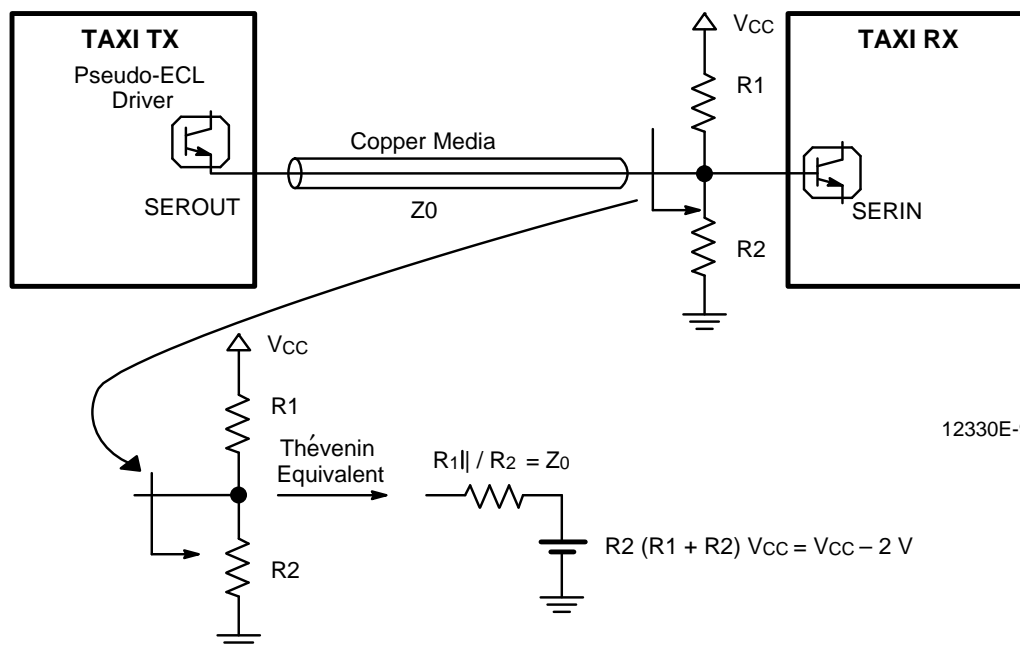 TAXI TX
Pseudo-ECL
Driver
SEROUT
Copper Media
Z0
VCC
R1
R2
TAXI RX
SERIN
VCC
R1
R2
Thévenin
Equivalent
R1|| / R2 = Z0
R2 (R1 + R2) VCC = VCC – 2 V
12330E-